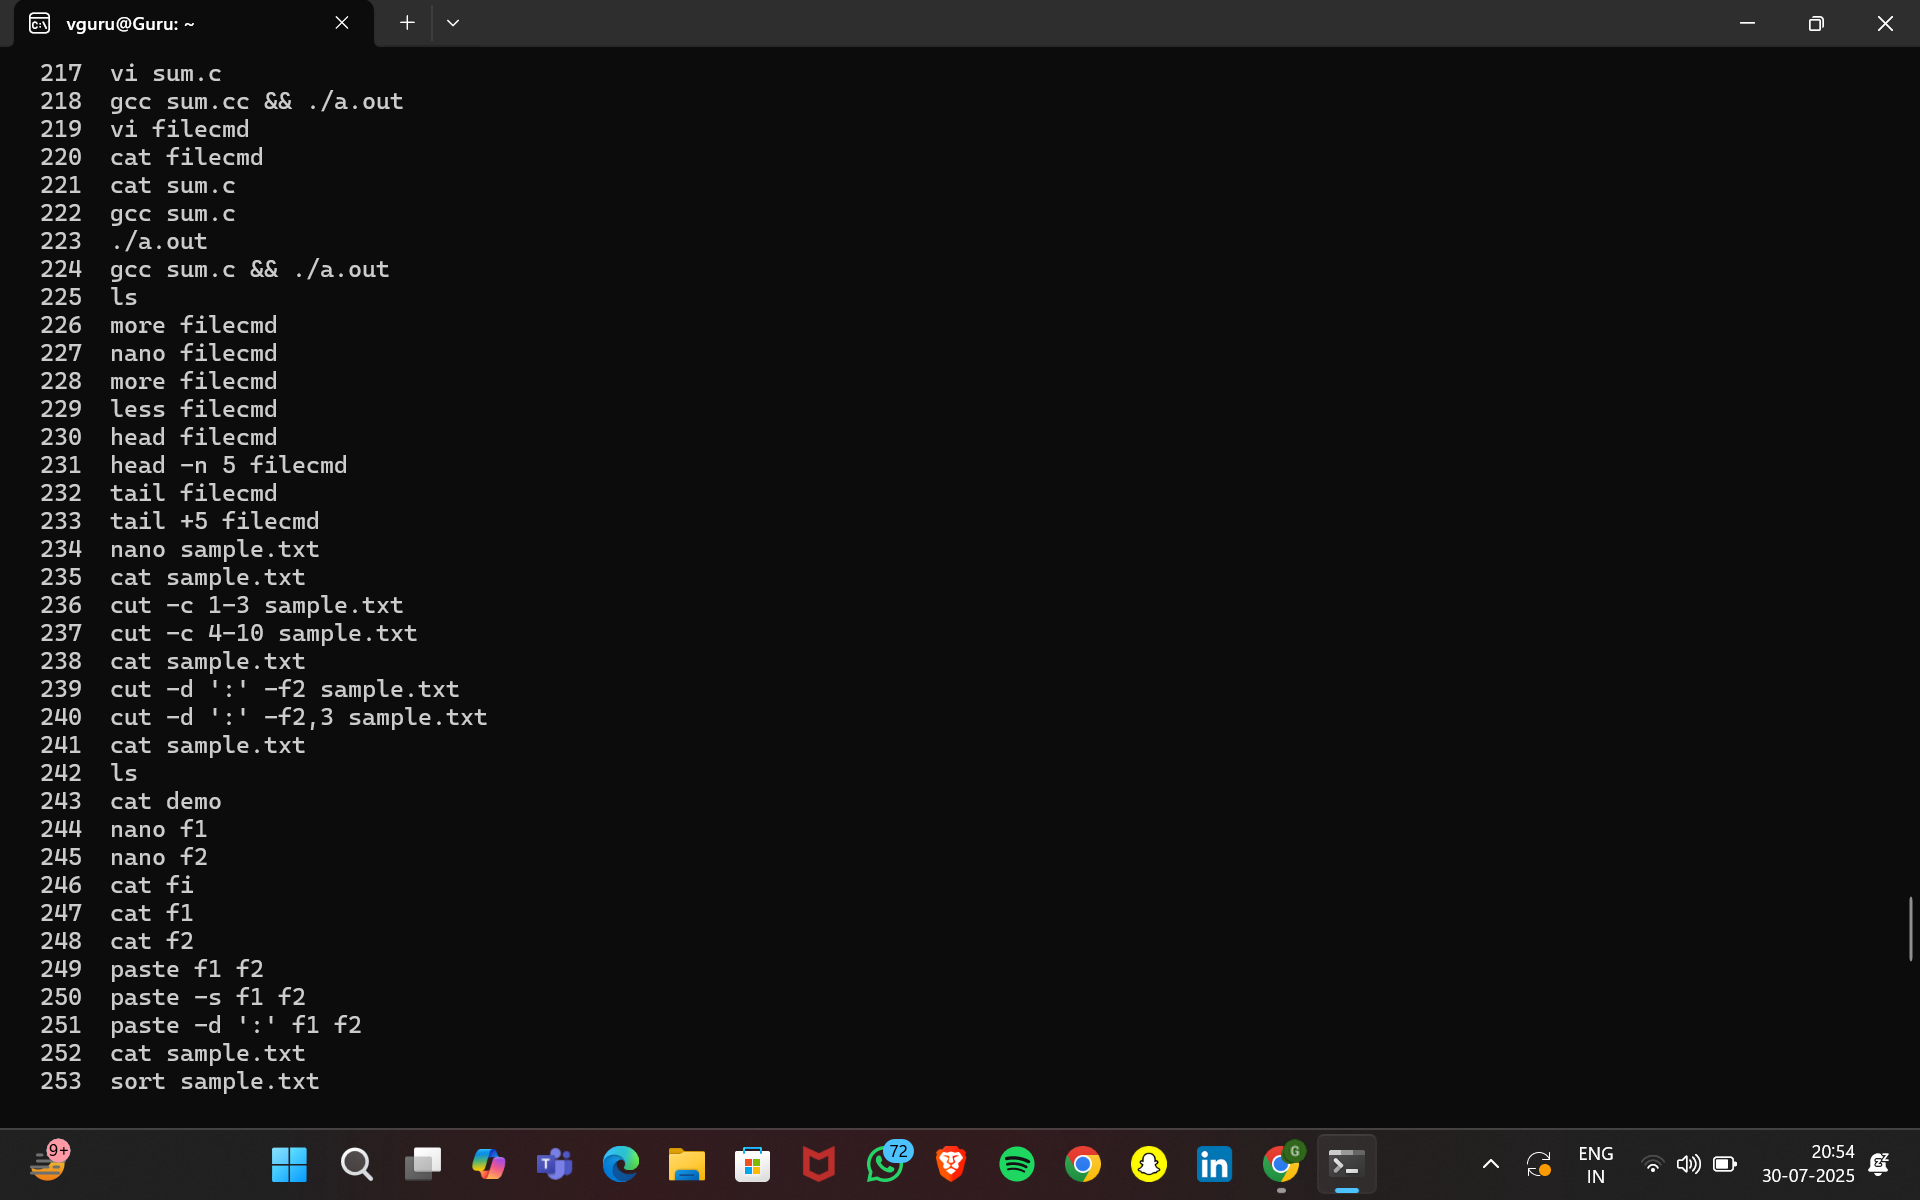 vguru@Guru: ~
217 vi sum.c
218 gcc sum.cc && ./a.out
219 vi filecmd
220 cat filecmd
221 cat sum.c
222 gcc sum.c
223 ./a.out
224 gcc sum.c && ./a.out
225 ls
226 more filecmd
227 nano filecmd
228 more filecmd
229 less filecmd
230 head filecmd
231 head -n 5 filecmd
232 tail filecmd
233 tail +5 filecmd
234 nano sample.txt
235 cat sample.txt
236 cut -c 1-3 sample.txt
237 cut -c 4-10 sample.txt
238 cat sample.txt
239 cut -d ':' -f2 sample.txt
240 cut -d ':' -f2,3 sample.txt
241 cat sample.txt
242 ls
243 cat demo
244 nano f1
245 nano f2
246 cat fi
247 cat f1
248 cat f2
249 paste f1 f2
250 paste -s f1 f2
251 paste -d ':' f1 f2
252 cat sample.txt
253 sort sample.txt
9+
72
G
ENG
IN
20:54
30-07-2025